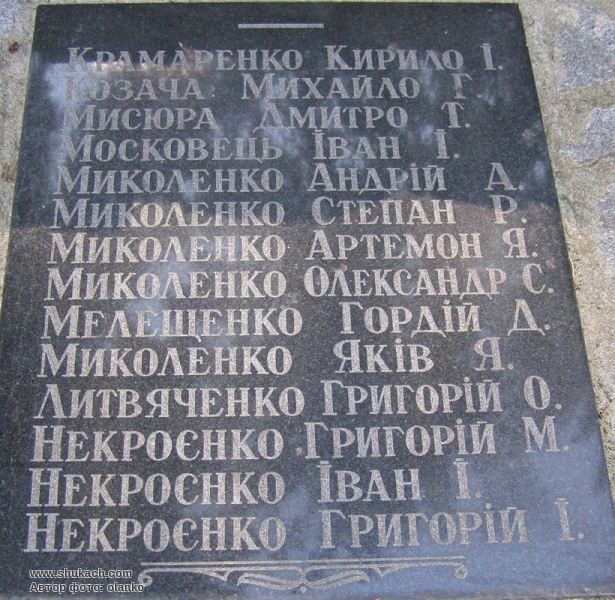 Крамаренко Кирило І.
Козача Михайло Г.
Мисюра Дмитро Т.
Московець Іван І.
Миколенко Андрій А.
Миколенко Степан Р.
Миколенко Артемон Я.
Миколенко Олександр С.
Мелещенко Гордій Д.
Миколенко Яків Я.
Литвяченко Григорій О.
Некроєнко Григорій М.
Некроєнко Іван І.
Некроєнко Григорій І.
www.shukach.com
Автор фото: olanko